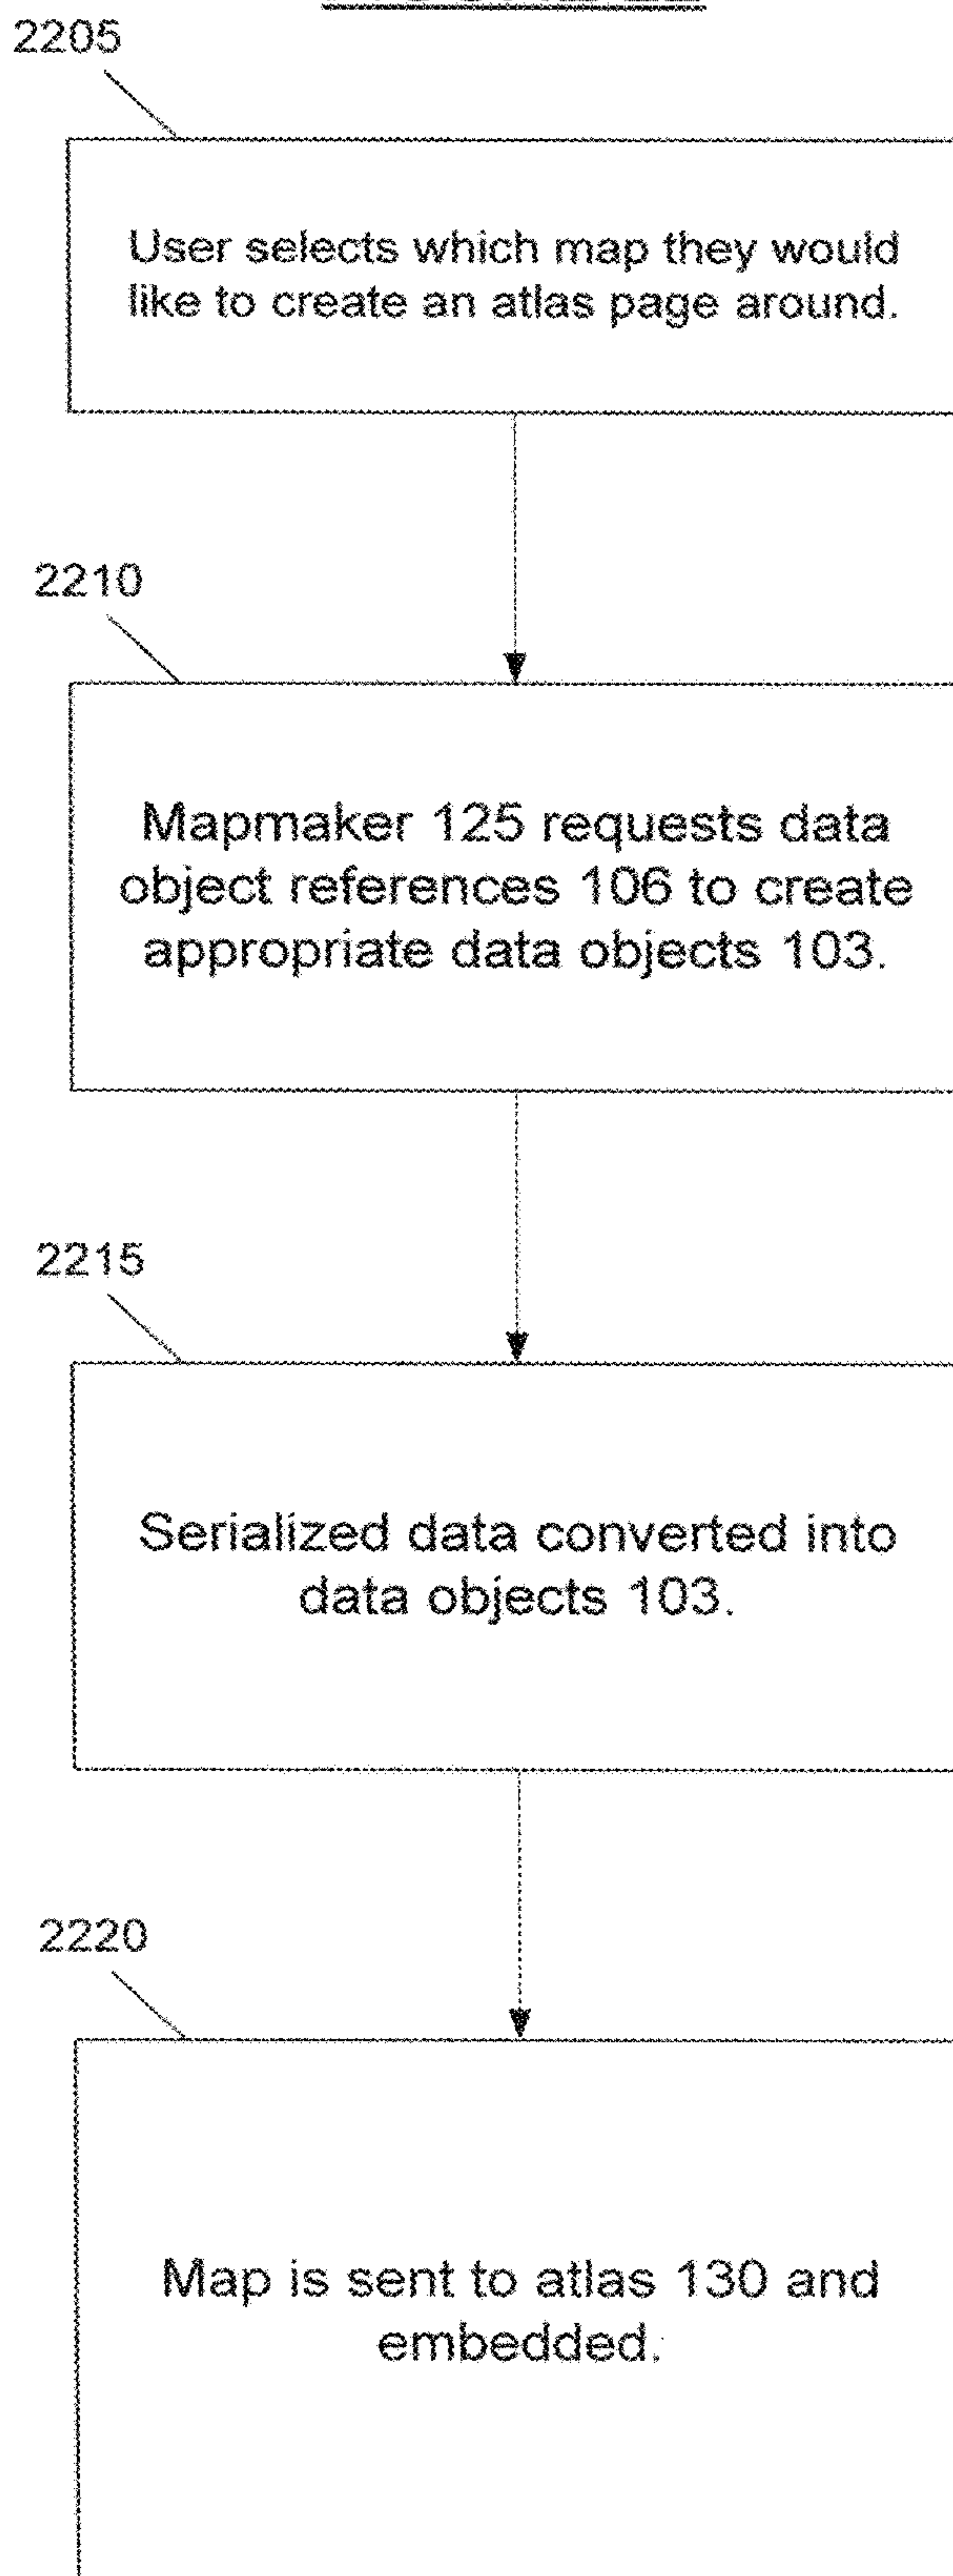 2205
User selects which map they would
like to create an atlas page around.
2210
Mapmaker 125 requests data
object references 106 to create
appropriate data objects 103.
2215
Serialized data converted into
data objects 103.
2220
Map is sent to atlas 130 and
embedded.